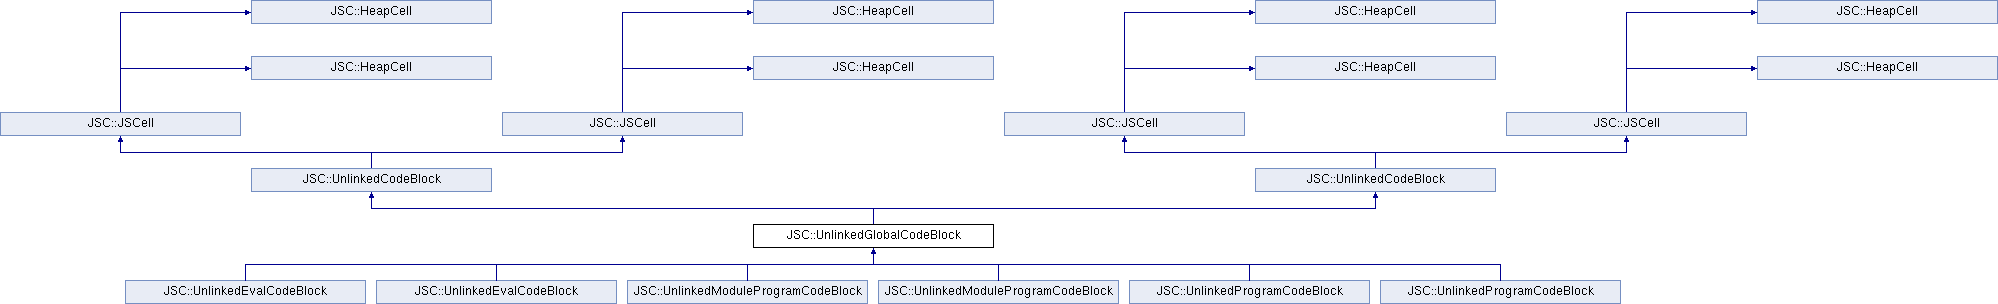 JSC::HeapCell
JSC::HeapCell
JSC::HeapCell
JSC::HeapCell
JSC::HeapCell
JSC::HeapCell
JSC::HeapCell
JSC::HeapCell
JSC::JSCell
JSC::JSCell
JSC::JSCell
JSC::JSCell
JSC::UnlinkedCodeBlock
JSC::UnlinkedCodeBlock
JSC::UnlinkedGlobalCodeBlock
JSC::UnlinkedEvalCodeBlock
JSC::UnlinkedEvalCodeBlock
JSC::UnlinkedModuleProgramCodeBlock
JSC::UnlinkedModuleProgramCodeBlock
JSC::UnlinkedProgramCodeBlock
JSC::UnlinkedProgramCodeBlock